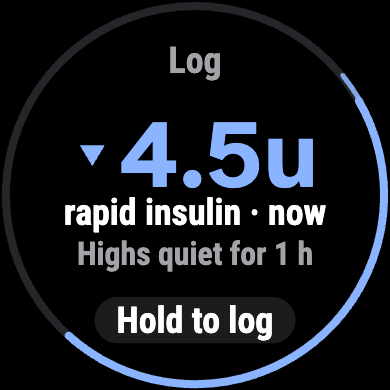 Log
4.5u
rapid insulin · now
Highs quiet for 1 h
Hold to log